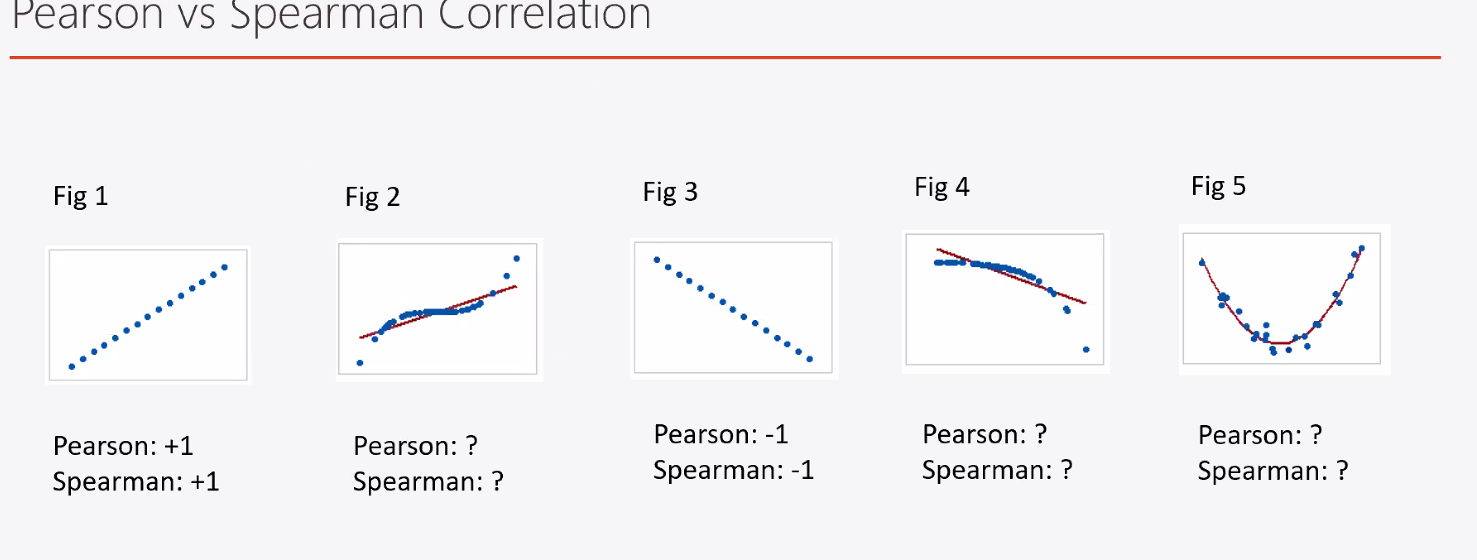 Pearson vs Spearman Correlation
Fig 1
Fig 2
Fig 3
Fig 4
Fig 5
Pearson: +1
Spearman: +1
Pearson: ?
Spearman: ?
Pearson: -1
Spearman: -1
Pearson: ?
Spearman: ?
Pearson: ?
Spearman: ?